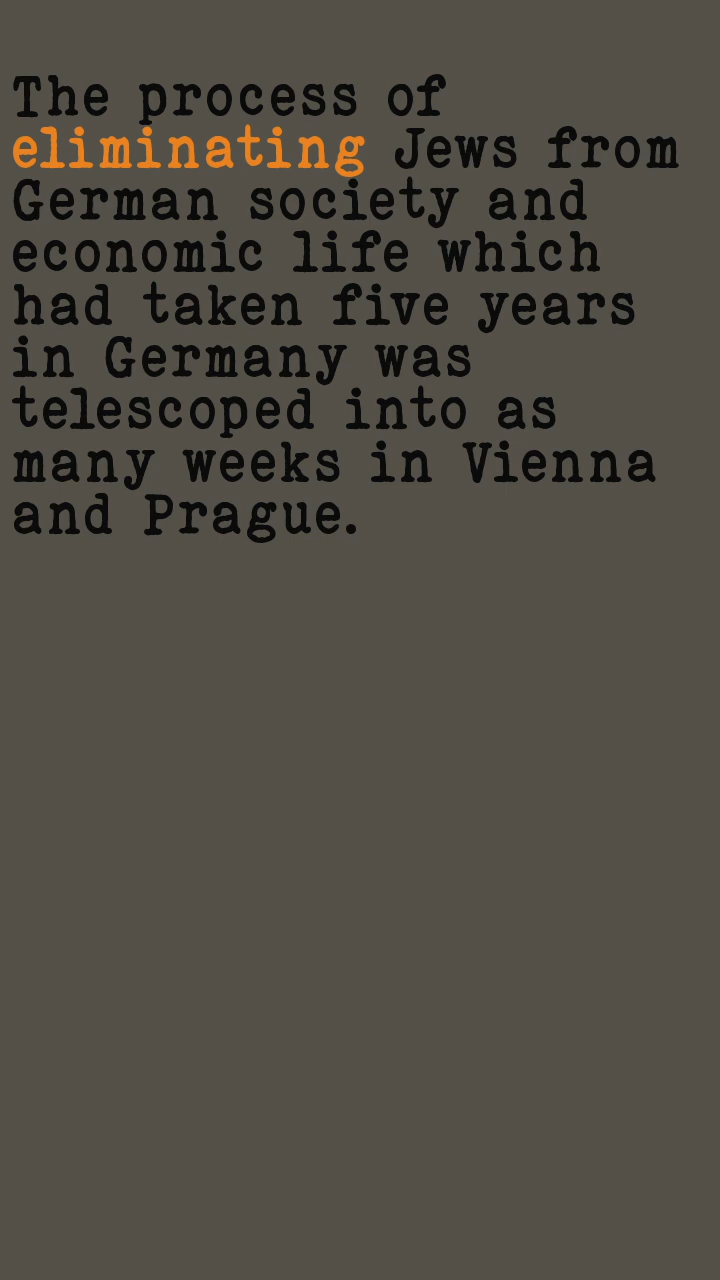 The process of
eliminating Jews from
German society and
economic life which
had taken five years
in Germany was
telescoped into as
many weeks in Vienna
and Prague.